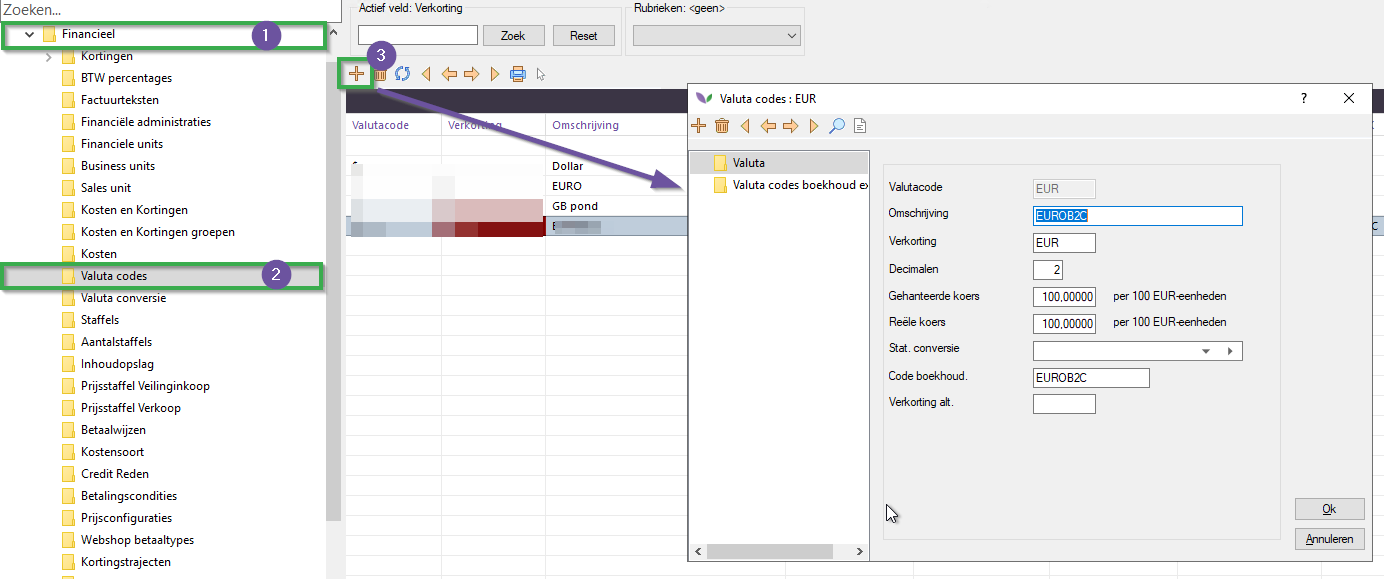 Zoeken...
Financieel
1
Kortingen
BTW percentages
Factuurteksten
Financiële administraties
Financiele units
Business units
Sales unit
Kosten en Kortingen
Kosten en Kortingen groepen
Kosten
Valuta codes
2
Valuta conversie
Staffels
Aantalstaffels
Inhoudopslag
Prijsstaffel Veilinginkoop
Prijsstaffel Verkoop
Betaalwijzen
Kostensoort
Credit Reden
Betalingscondities
Prijsconfiguraties
Webshop betaaltypes
Kortingstrajecten
Actief veld: Verkorting
Zoek
Reset
Rubrieken: <geen>
3
Valutacode
Verkorting
Omschrijving
Dollar
EURO
GB pond
Valuta codes : EUR
?
Valuta
Valuta codes boekhoud ex
Valutacode
EUR
Omschrijving
EUROB2C
Verkorting
EUR
Decimalen
2
Gehanteerde koers
100,00000
per 100 EUR-eenheden
Reële koers
100,00000
per 100 EUR-eenheden
Stat. conversie
Code boekhoud.
EUROB2C
Verkorting alt.
Ok
Annuleren